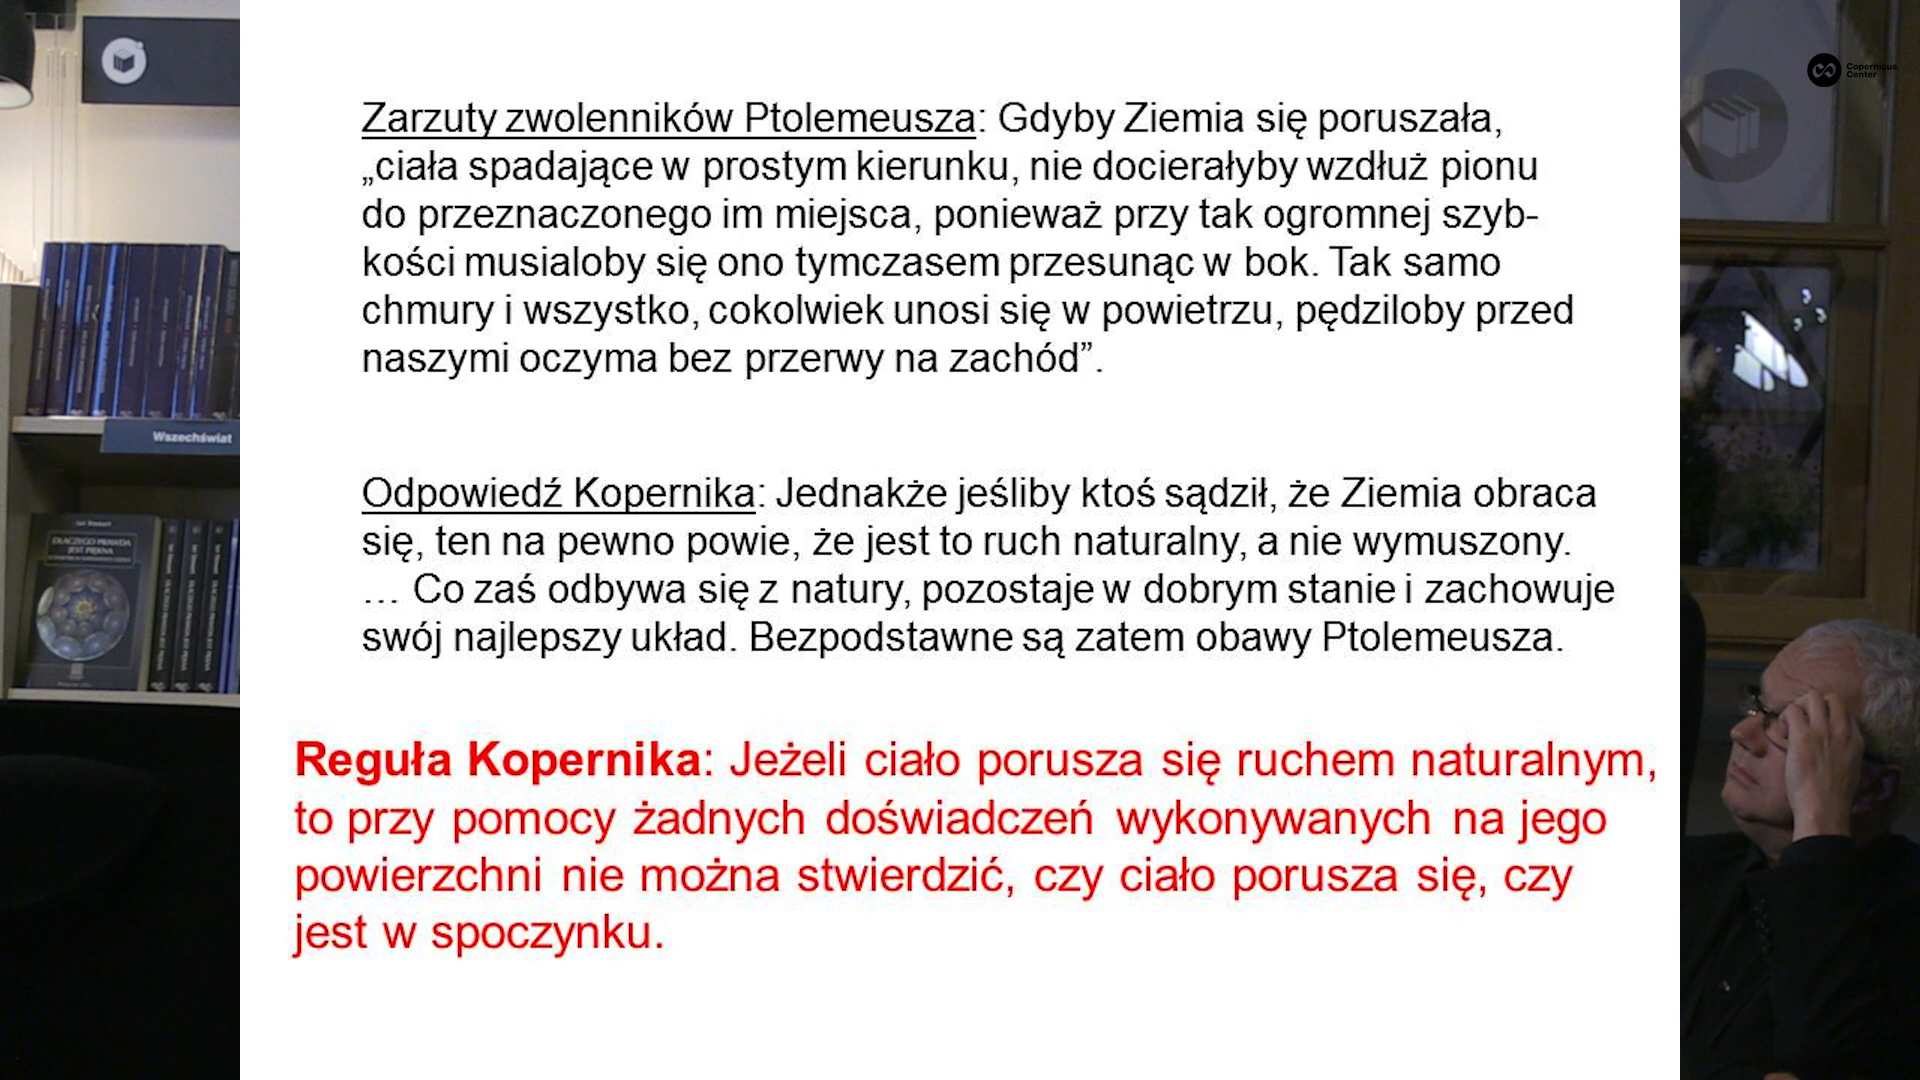 Copernicus
Center
Zarzuty zwolenników Ptolemeusza: Gdyby Ziemia się poruszała,
„ciała spadające w prostym kierunku, nie docierałyby wzdłuż pionu
do przeznaczonego im miejsca, ponieważ przy tak ogromnej szyb-
kości musialoby się ono tymczasem przesunąc w bok. Tak samo
chmury i wszystko, cokolwiek unosi się w powietrzu, pędziloby przed
naszymi oczyma bez przerwy na zachód”.
Odpowiedź Kopernika: Jednakże jeśliby ktoś sądził, że Ziemia obraca
się, ten na pewno powie, że jest to ruch naturalny, a nie wymuszony.
… Co zaś odbywa się z natury, pozostaje w dobrym stanie i zachowuje
swój najlepszy układ. Bezpodstawne są zatem obawy Ptolemeusza.
Reguła Kopernika: Jeżeli ciało porusza się ruchem naturalnym,
to przy pomocy żadnych doświadczeń wykonywanych na jego
powierzchni nie można stwierdzić, czy ciało porusza się, czy
jest w spoczynku.
Wszechświat
Ian Stewart
DLACZEGO PRAWDA
JEST PIĘKNA